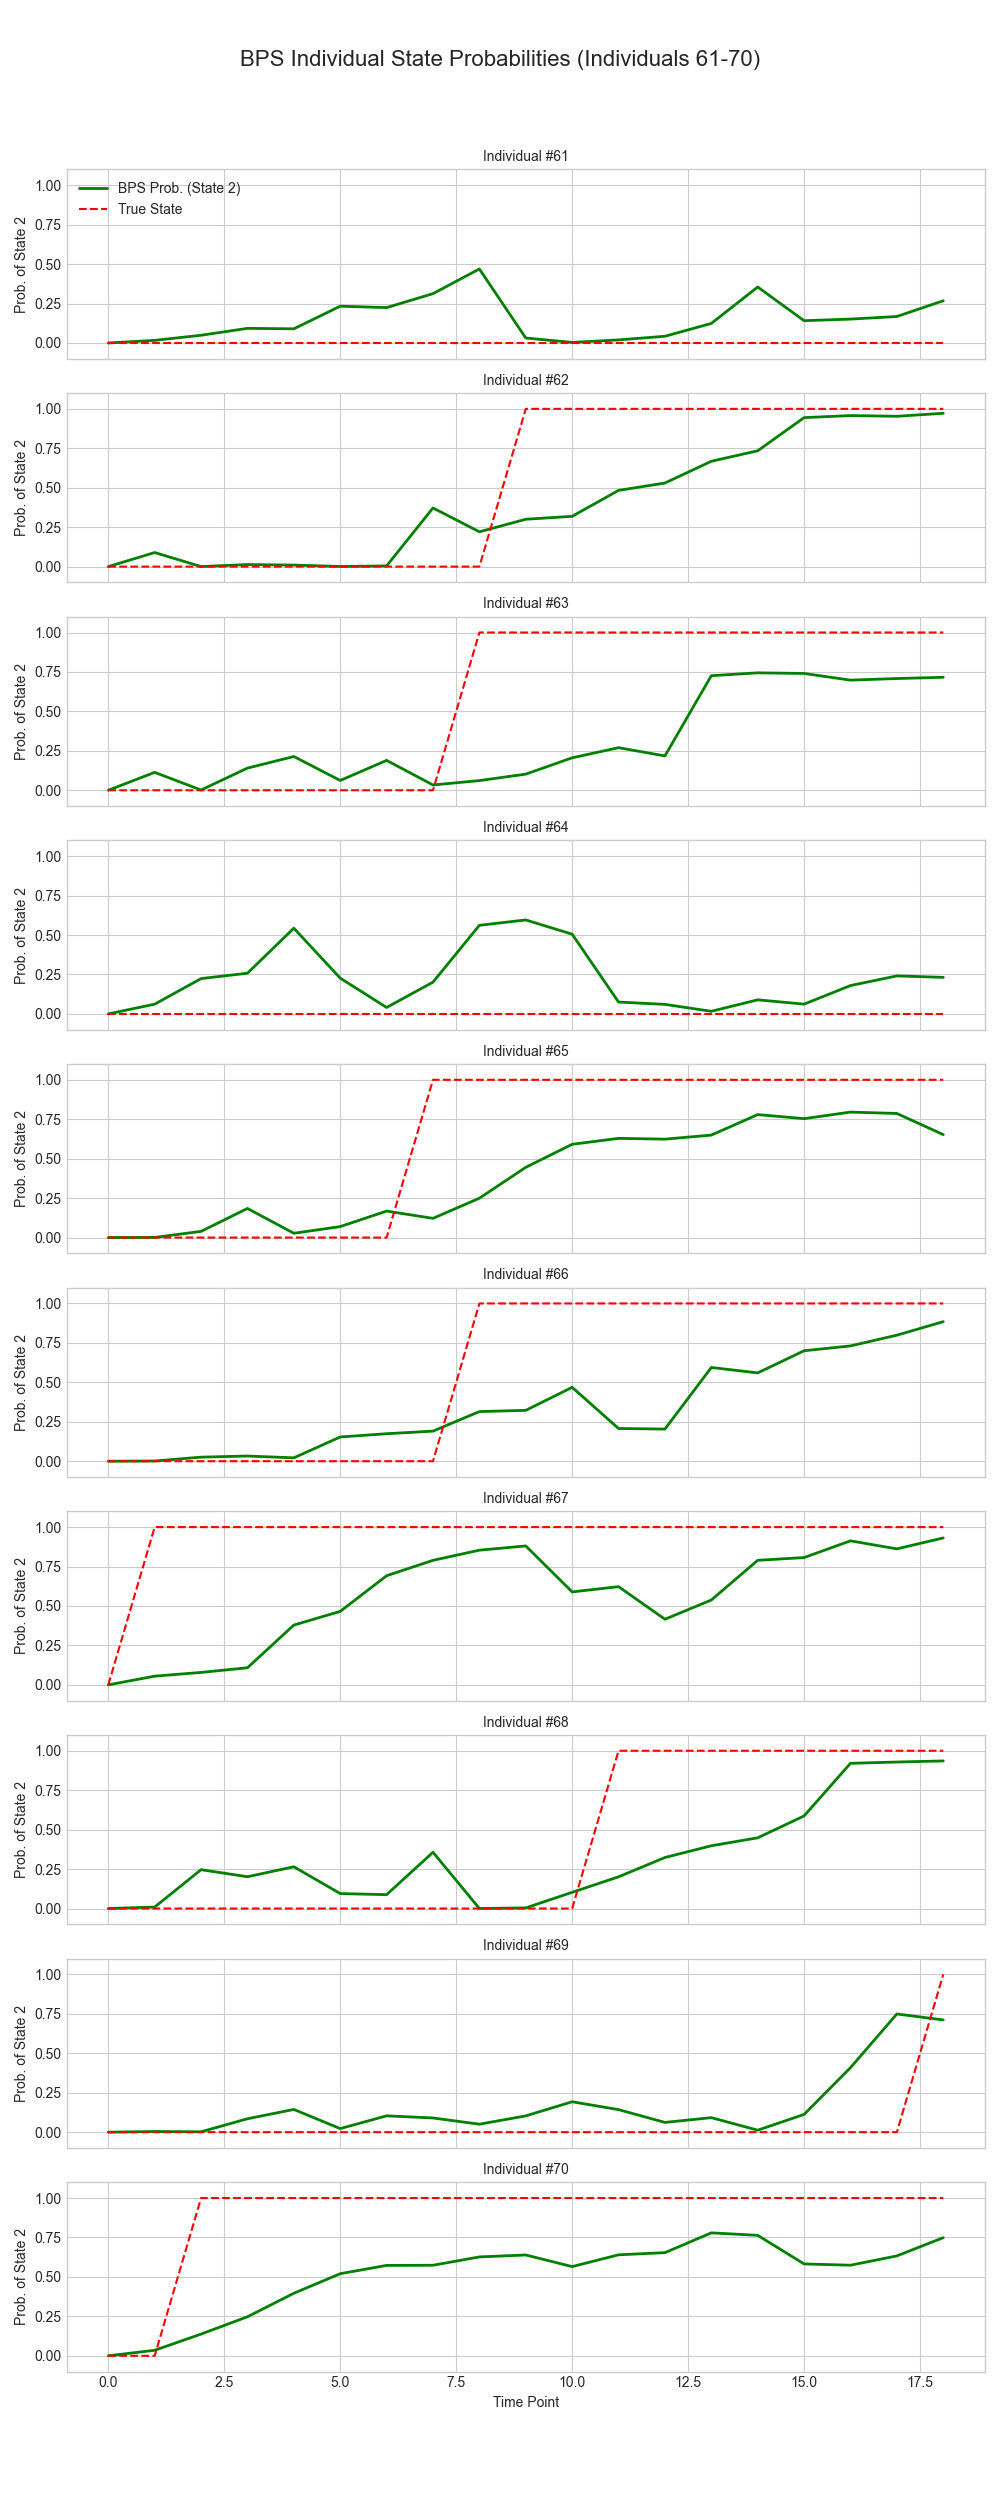 BPS Individual State Probabilities (Individuals 61-70)
Individual #61
BPS Prob. (State 2)
True State
Prob. of State 2
1.00
0.75
0.50
0.25
0.00
Individual #62
Prob. of State 2
1.00
0.75
0.50
0.25
0.00
Individual #63
Prob. of State 2
1.00
0.75
0.50
0.25
0.00
Individual #64
Prob. of State 2
1.00
0.75
0.50
0.25
0.00
Individual #65
Prob. of State 2
1.00
0.75
0.50
0.25
0.00
Individual #66
Prob. of State 2
1.00
0.75
0.50
0.25
0.00
Individual #67
Prob. of State 2
1.00
0.75
0.50
0.25
0.00
Individual #68
Prob. of State 2
1.00
0.75
0.50
0.25
0.00
Individual #69
Prob. of State 2
1.00
0.75
0.50
0.25
0.00
Individual #70
Prob. of State 2
1.00
0.75
0.50
0.25
0.00
0.0 2.5 5.0 7.5 10.0 12.5 15.0 17.5
Time Point